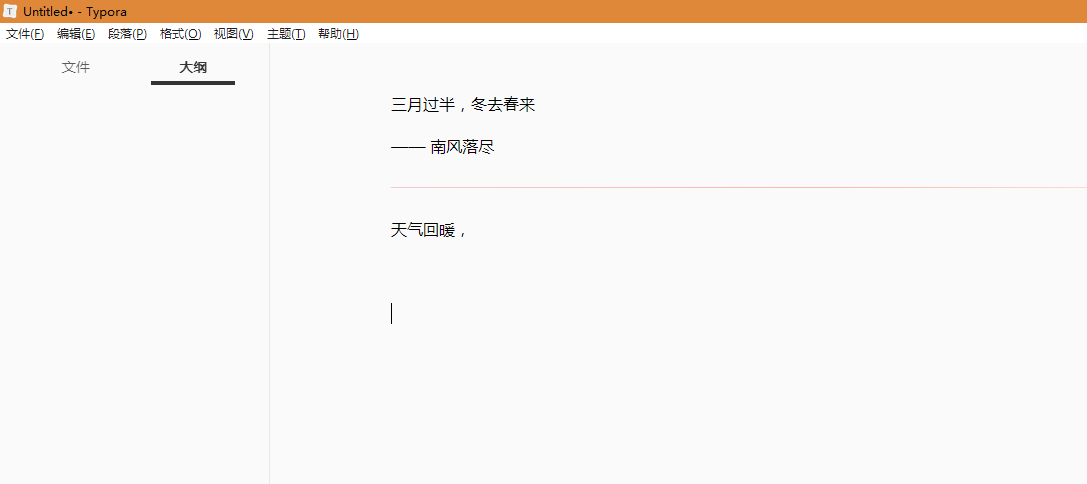 Untitled• - Typora
文件(F) 编辑(E) 段落(P) 格式(O) 视图(V) 主题(T) 帮助(H)
文件 大纲
三月过半，冬去春来
—— 南风落尽
天气回暖，